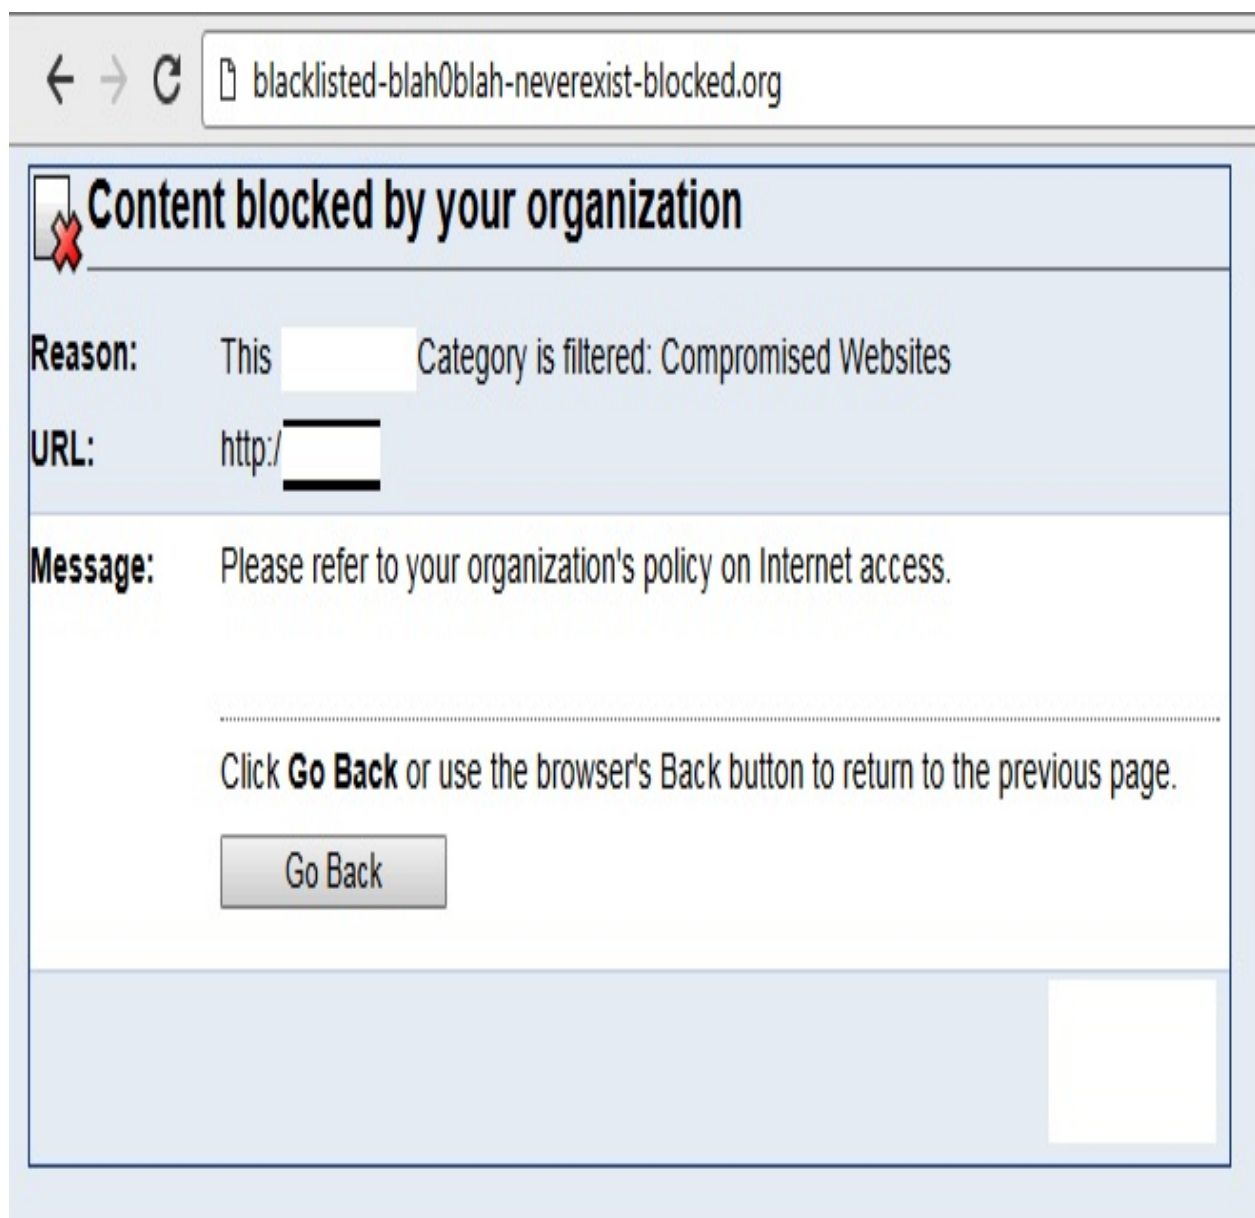 blacklisted-blah0blah-neverexist-blocked.org
Content blocked by your organization
Reason: This Category is filtered: Compromised Websites
URL: http:/
Message: Please refer to your organization's policy on Internet access.
Click Go Back or use the browser's Back button to return to the previous page.
Go Back